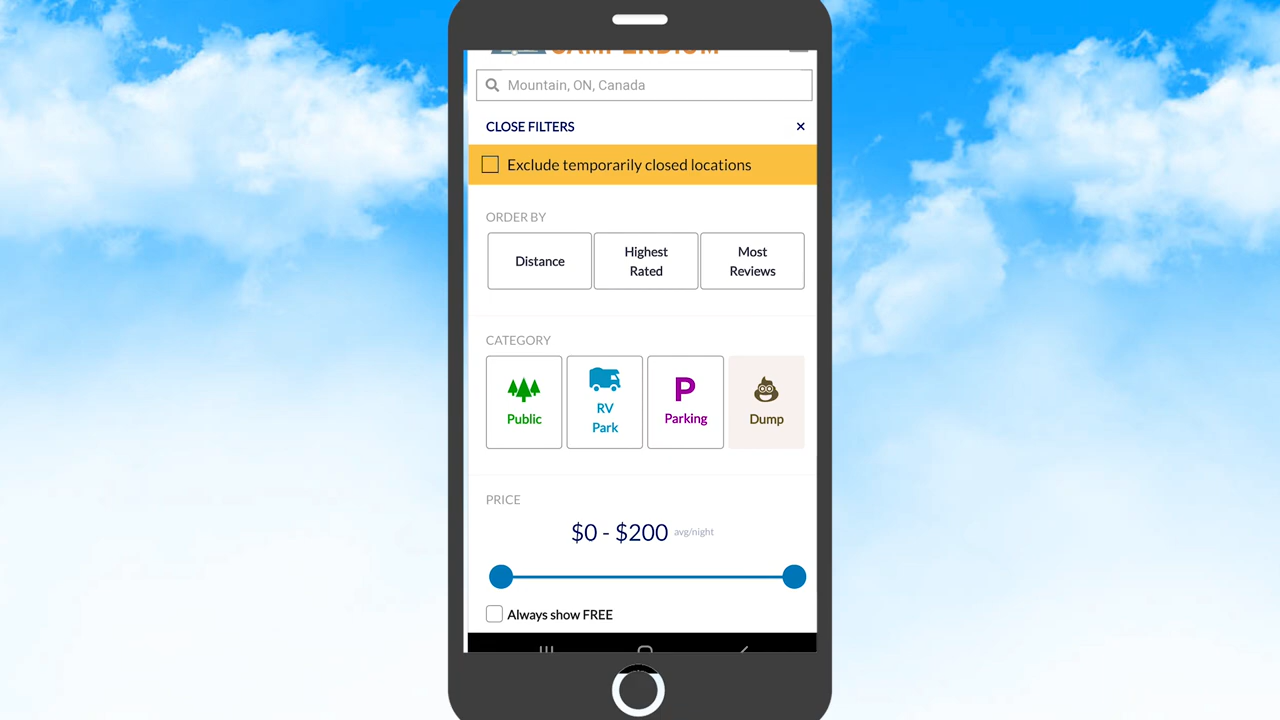 CAMPENDIUM
Mountain, ON, Canada
CLOSE FILTERS
Exclude temporarily closed locations
ORDER BY
Distance
Highest
Rated
Most
Reviews
CATEGORY
Public
RV
Park
P
Parking
Dump
PRICE
$0 - $200 avg/night
Always show FREE